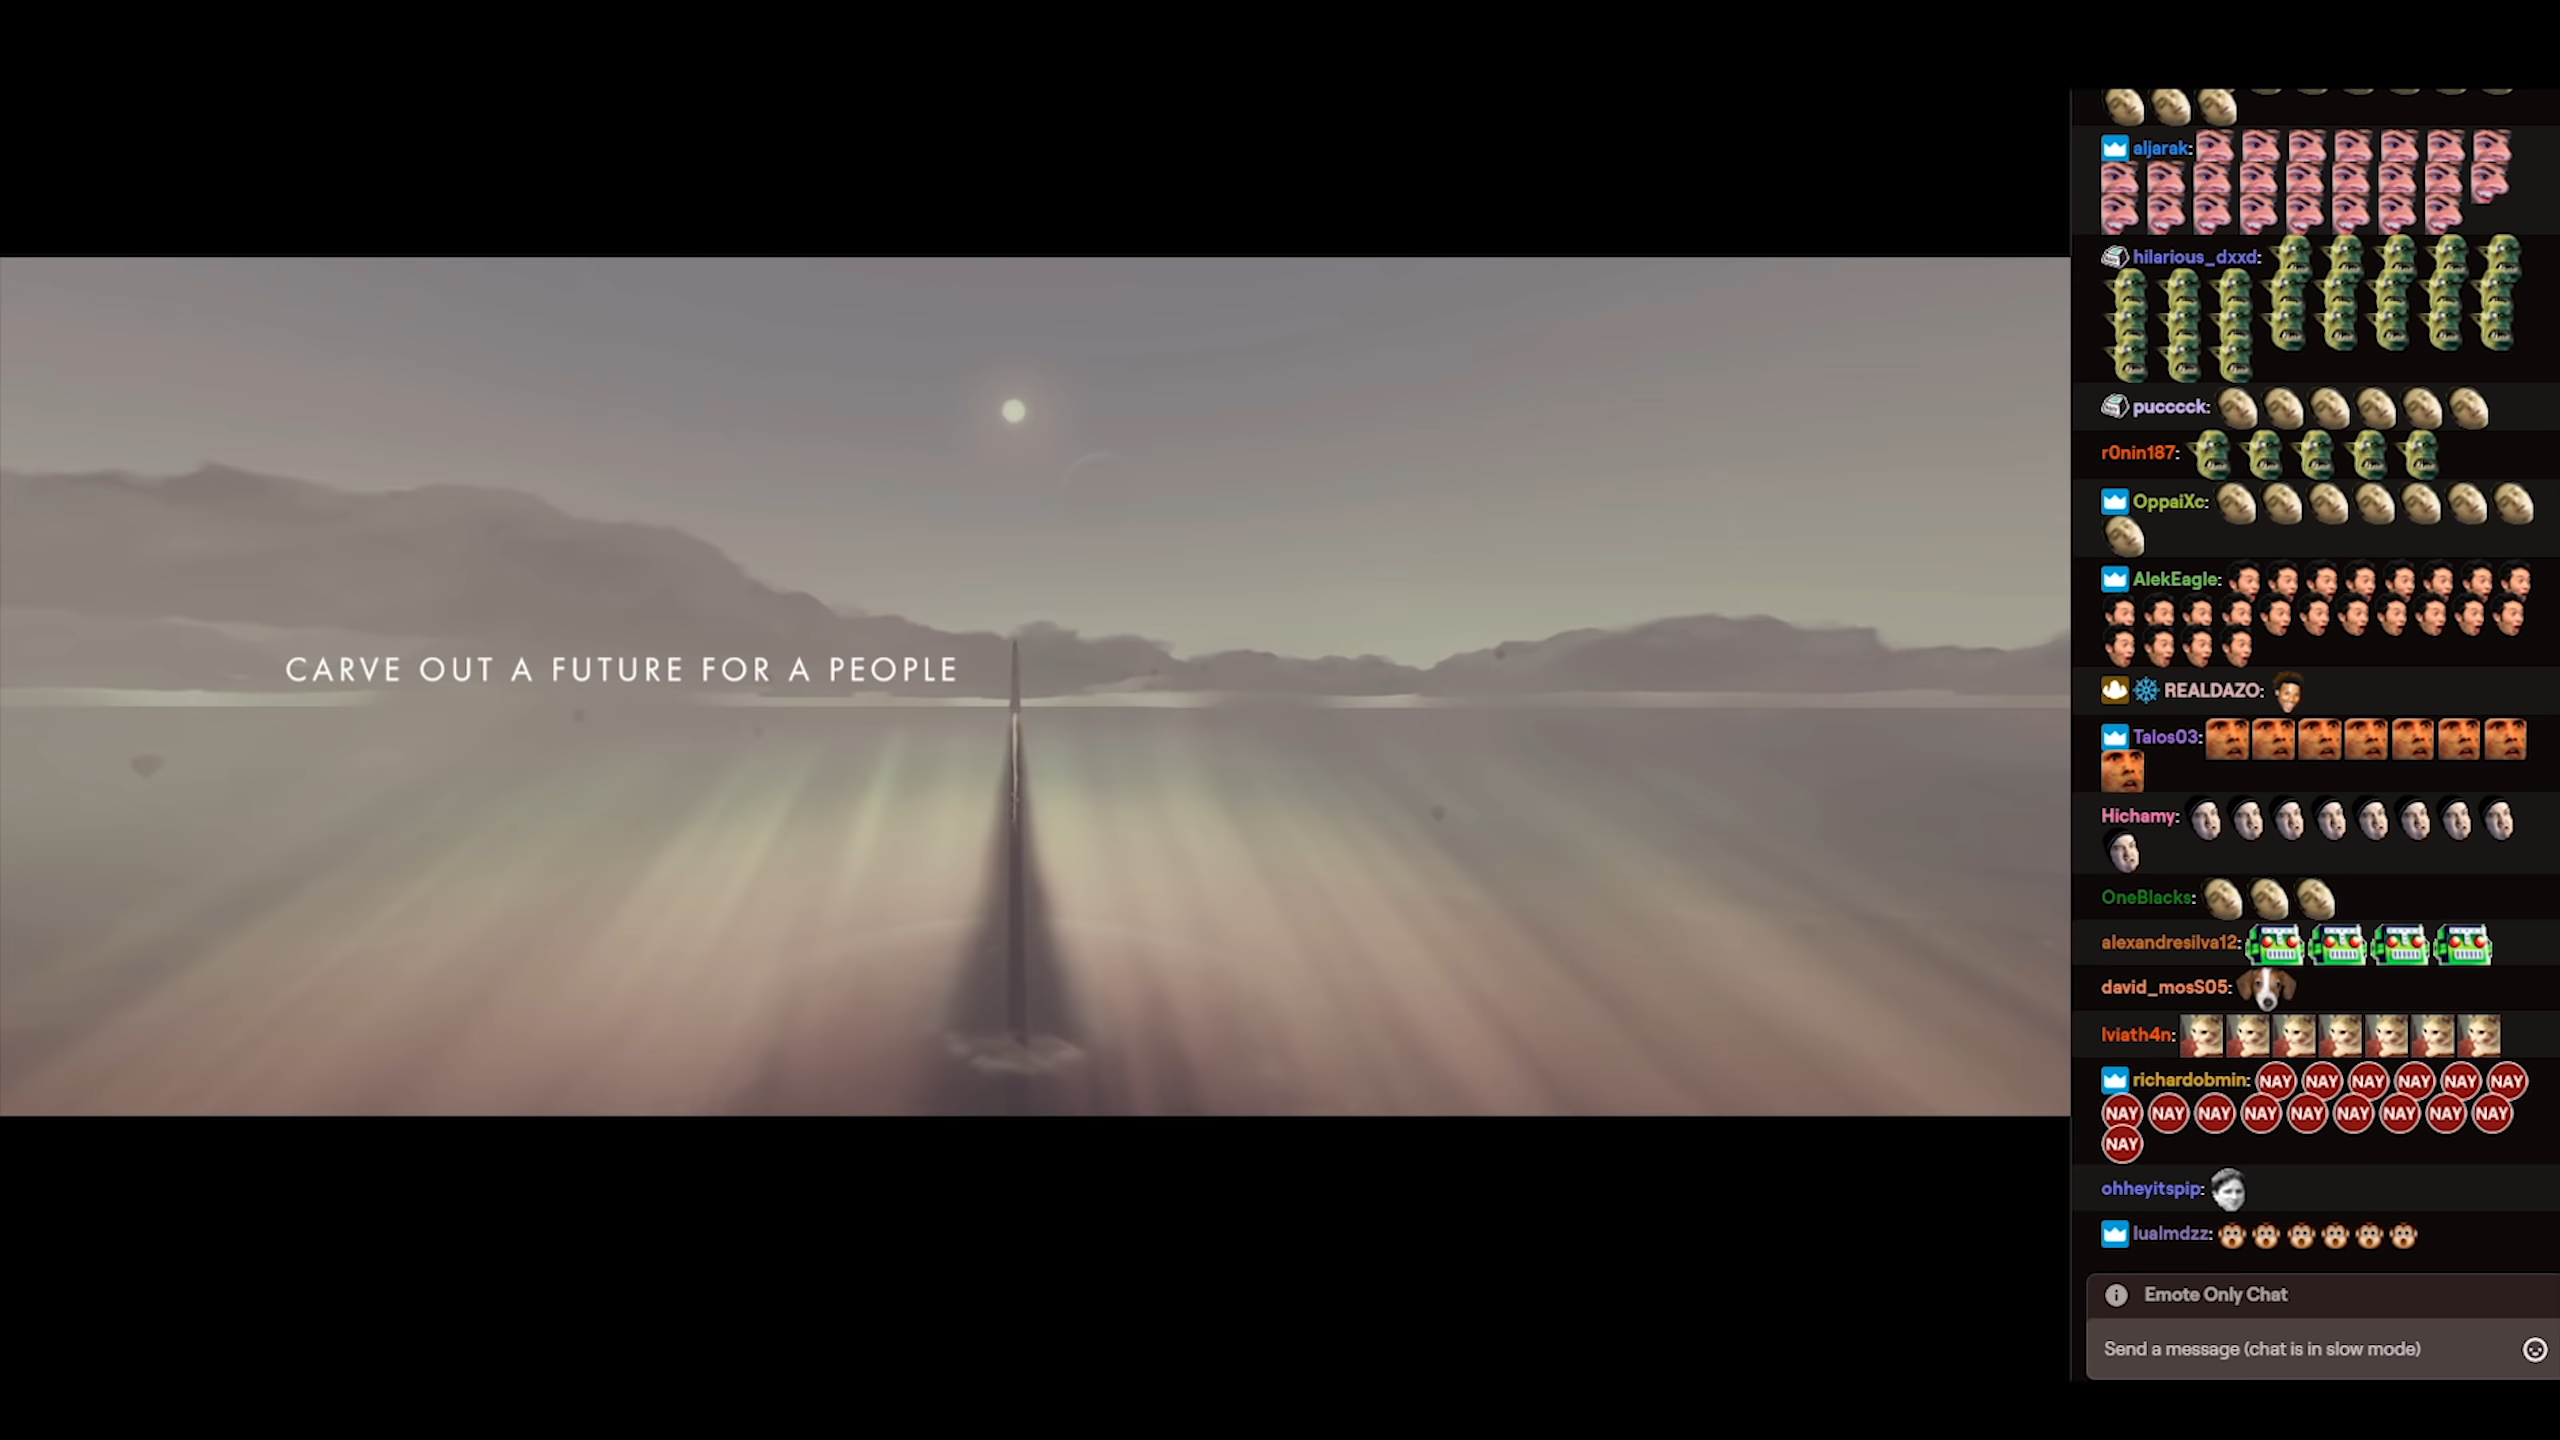 CARVE OUT A FUTURE FOR A PEOPLE
aljarak:
hilarious_dxxd:
pucccck:
r0nin187:
OppaiXc:
AlekEagle:
REALDAZO:
Talos03:
Hichamy:
OneBlacks:
alexandresilva12:
david_mosS05:
lviath4n:
richardobmin: NAY NAY NAY NAY NAY NAY
NAY NAY NAY NAY NAY NAY NAY NAY NAY
NAY
ohheyitspip:
lualmdzz:
Emote Only Chat
Send a message (chat is in slow mode)